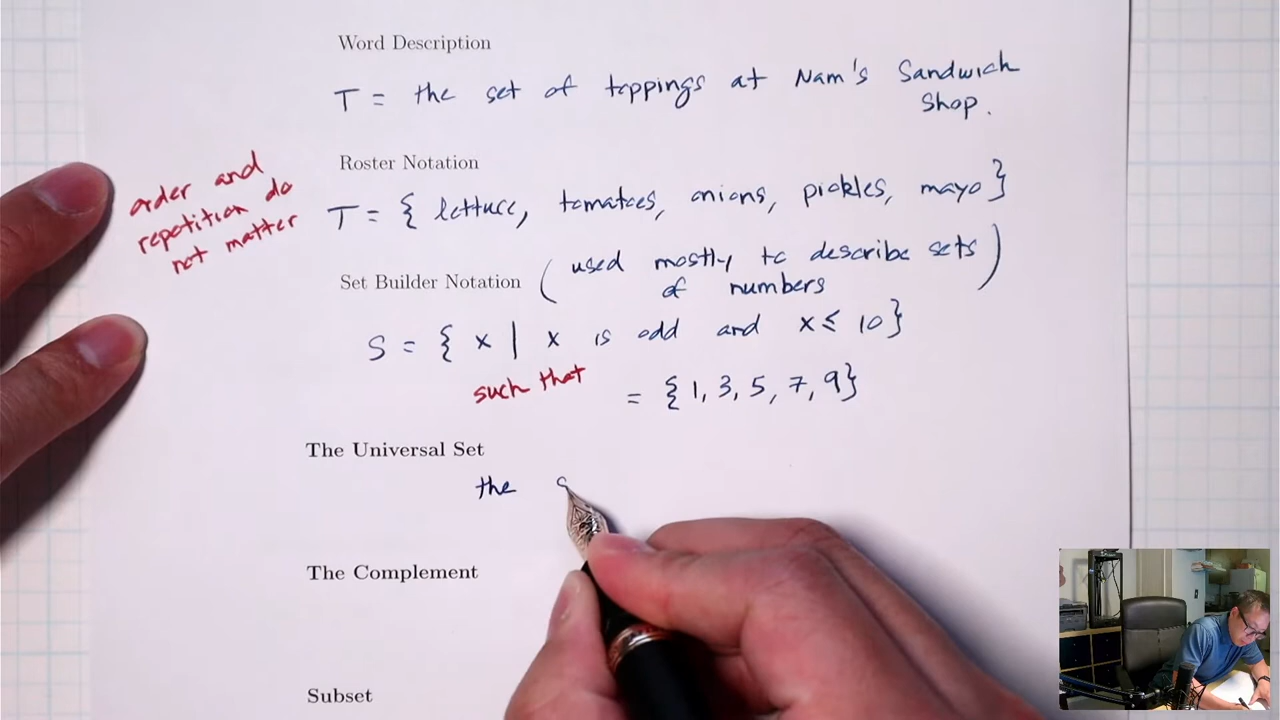 Word Description
T = the set of toppings at Nam's Sandwich
Shop.
Roster Notation
order and
repetition do
not matter
T = { lettuce, tomatoes, onions, pickles, mayo }
Set Builder Notation ( used mostly to describe sets
of numbers )
S = { x | x is odd and x ≤ 10 }
such that
= { 1, 3, 5, 7, 9 }
The Universal Set
the s
The Complement
Subset